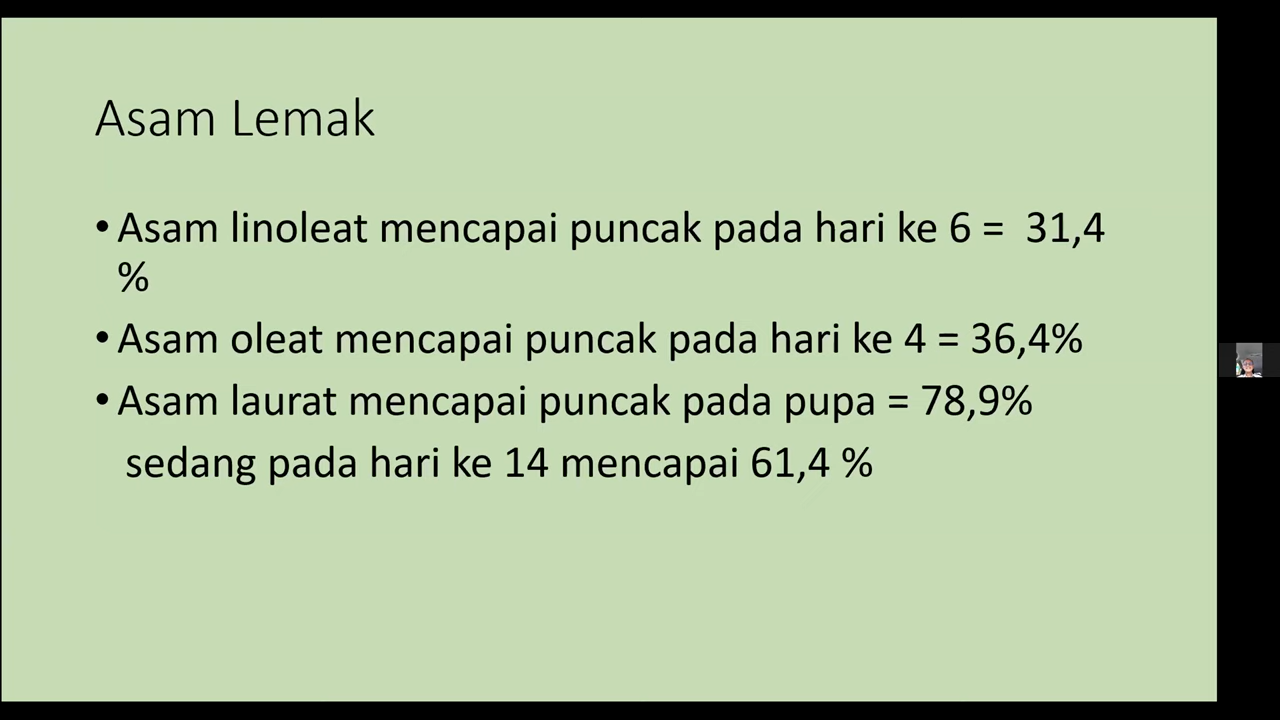 Asam Lemak
• Asam linoleat mencapai puncak pada hari ke 6 =  31,4
%
• Asam oleat mencapai puncak pada hari ke 4 = 36,4%
• Asam laurat mencapai puncak pada pupa = 78,9%
sedang pada hari ke 14 mencapai 61,4 %